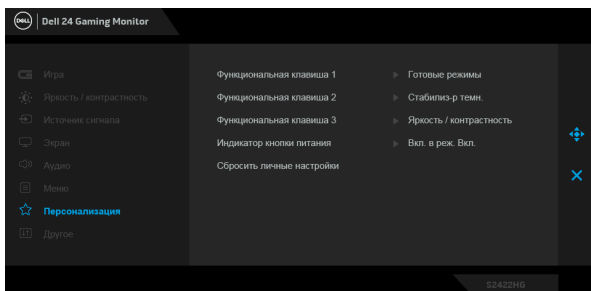 DELL Dell 24 Gaming Monitor
Игра
Яркость / контрастность
Источник сигнала
Экран
Аудио
Меню
Персонализация
Другое
Функциональная клавиша 1 Готовые режимы
Функциональная клавиша 2 Стабилиз-р темн.
Функциональная клавиша 3 Яркость / контрастность
Индикатор кнопки питания Вкл. в реж. Вкл.
Сбросить личные настройки
S2422HG